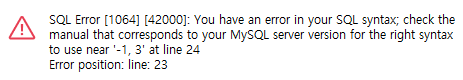 SQL Error [1064] [42000]: You have an error in your SQL syntax; check the
manual that corresponds to your MySQL server version for the right syntax
to use near '-1, 3' at line 24
Error position: line: 23